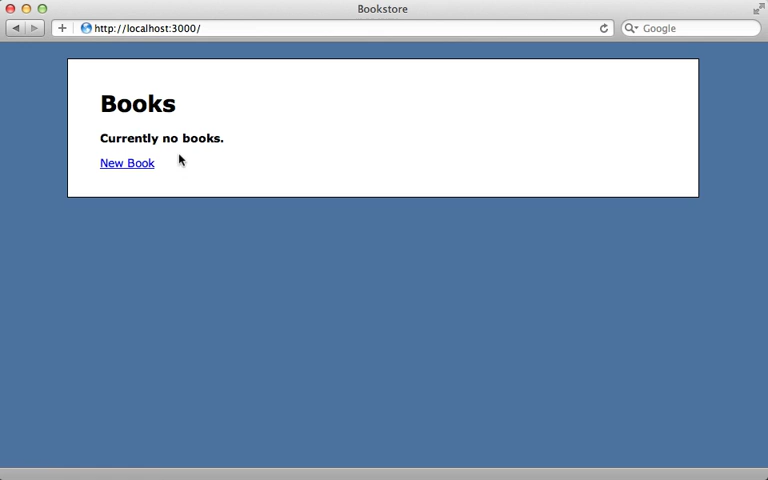 Bookstore
http://localhost:3000/
Google
Books
Currently no books.
New Book